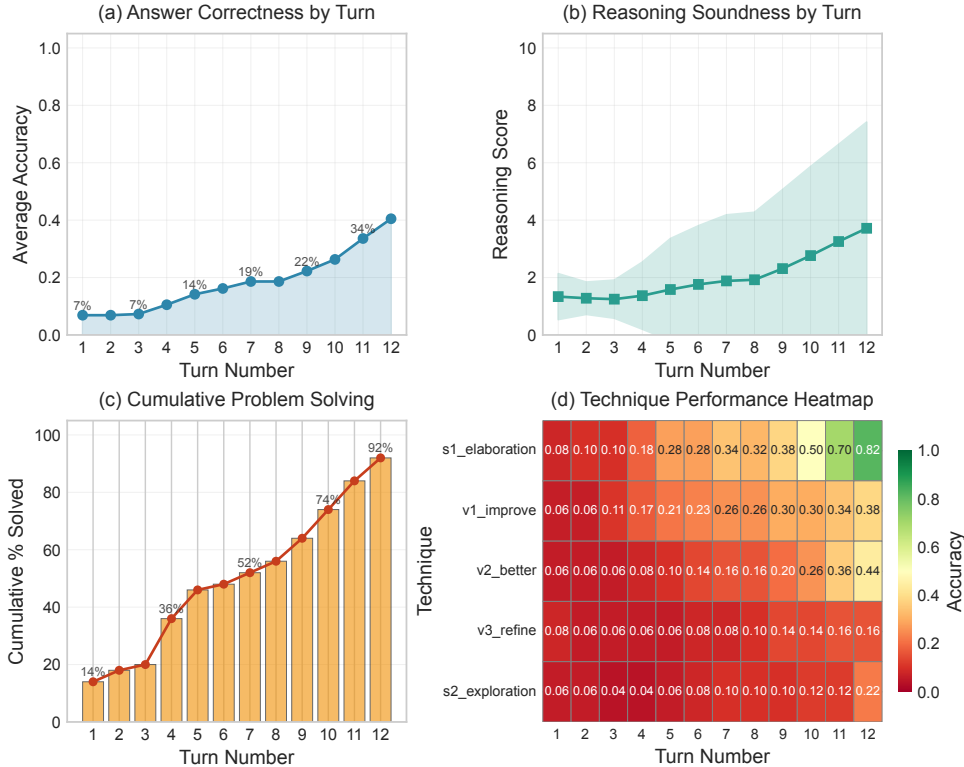 (a) Answer Correctness by Turn
1.0
0.8
0.6
0.4
0.2
0.0
Average Accuracy
7%
7%
14%
19%
22%
34%
1 2 3 4 5 6 7 8 9 10 11 12
Turn Number
(b) Reasoning Soundness by Turn
10
8
6
4
2
0
Reasoning Score
1 2 3 4 5 6 7 8 9 10 11 12
Turn Number
(c) Cumulative Problem Solving
100
80
60
40
20
0
Cumulative % Solved
14%
36%
52%
74%
92%
1 2 3 4 5 6 7 8 9 10 11 12
Turn Number
(d) Technique Performance Heatmap
Technique
s1_elaboration 0.08 0.10 0.10 0.18 0.28 0.28 0.34 0.32 0.38 0.50 0.70 0.82
v1_improve 0.06 0.06 0.11 0.17 0.21 0.23 0.26 0.26 0.30 0.30 0.34 0.38
v2_better 0.06 0.06 0.06 0.06 0.08 0.10 0.14 0.16 0.16 0.20 0.26 0.36 0.44
v3_refine 0.08 0.06 0.06 0.06 0.06 0.08 0.08 0.10 0.14 0.14 0.16 0.16
s2_exploration 0.06 0.06 0.04 0.04 0.06 0.08 0.10 0.10 0.10 0.12 0.12 0.22
1 2 3 4 5 6 7 8 9 10 11 12
Turn Number
1.0
0.8
0.6
0.4
0.2
0.0
Accuracy